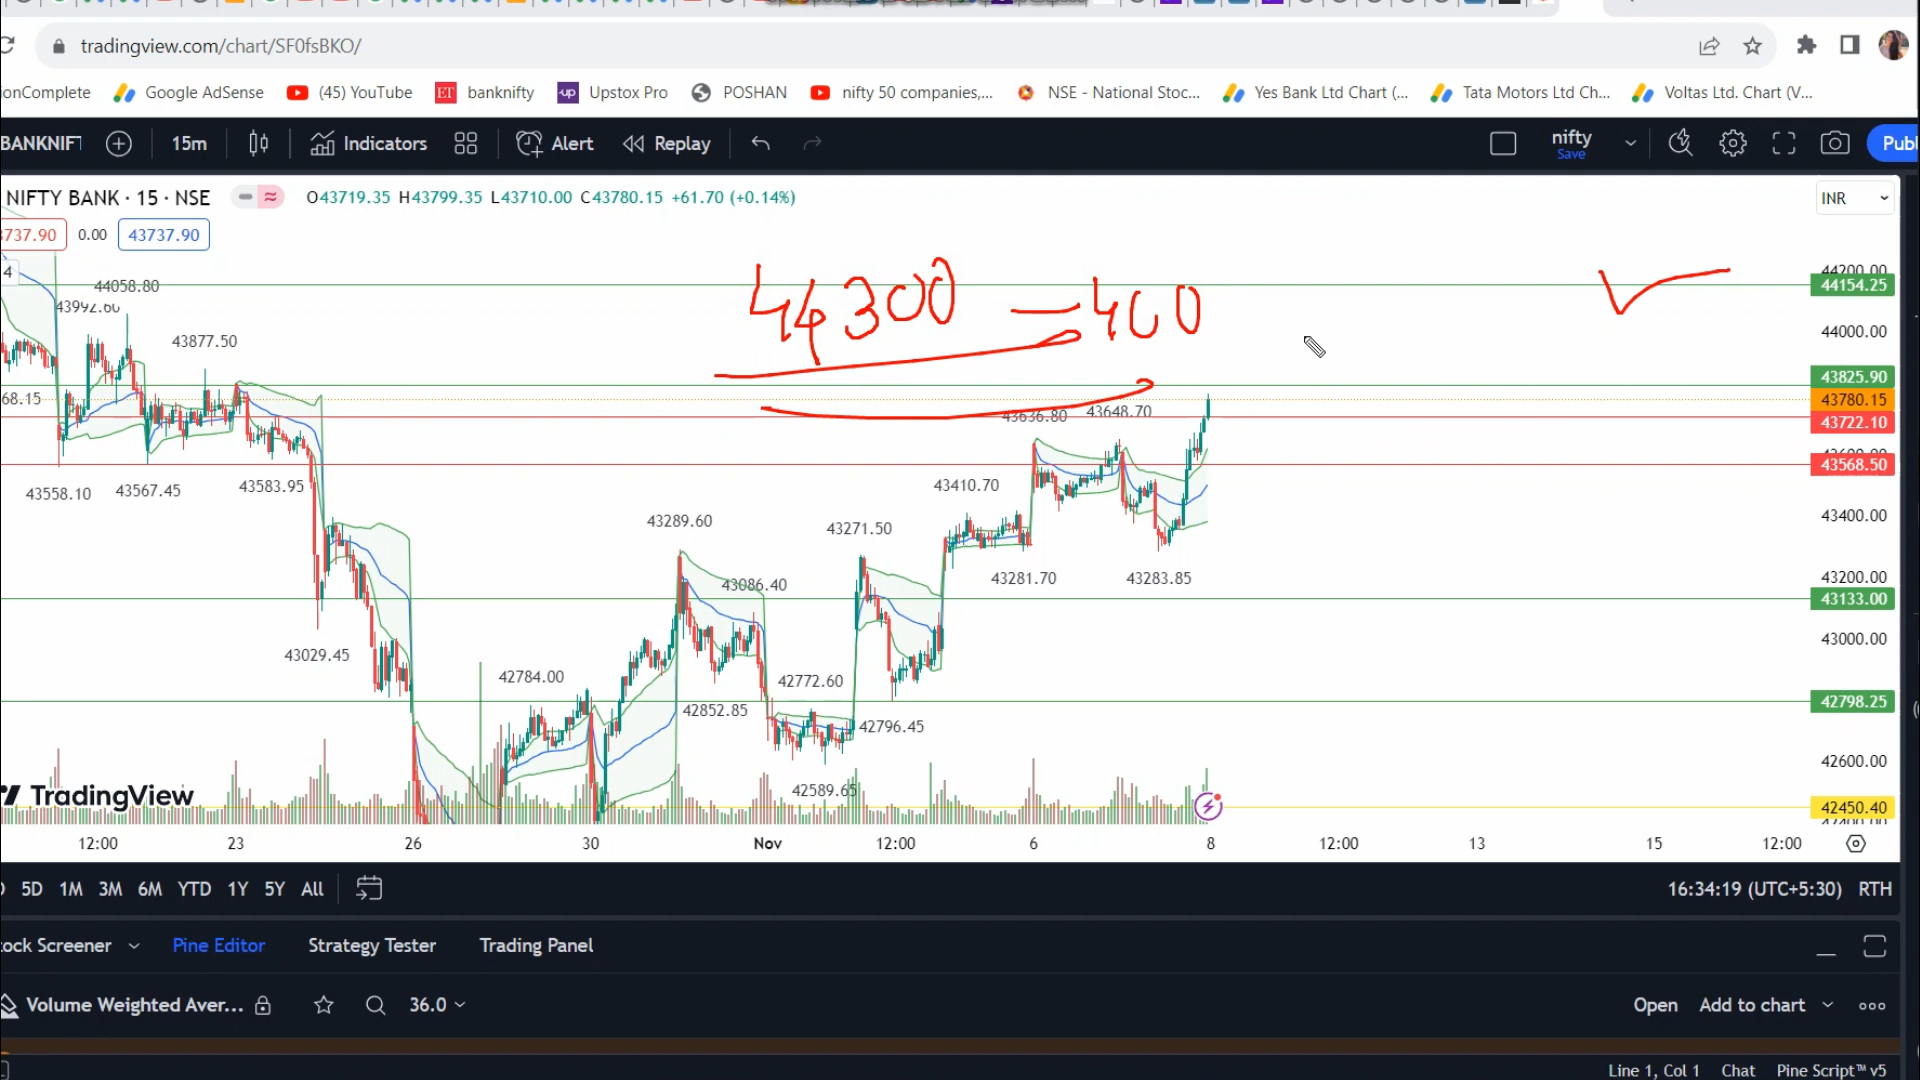 tradingview.com/chart/SF0fsBKO/
ionComplete Google AdSense (45) YouTube ET banknifty up Upstox Pro POSHAN nifty 50 companies,... NSE - National Stoc... Yes Bank Ltd Chart (... Tata Motors Ltd Ch... Voltas Ltd. Chart (V...
BANKNIFT 15m Indicators Alert Replay nifty Save Publ
NIFTY BANK · 15 · NSE O43719.35 H43799.35 L43710.00 C43780.15 +61.70 (+0.14%) INR
3737.90 0.00 43737.90
4
44300 - 400
44200.00
44154.25
44058.80
43992.60
44000.00
43877.50
43825.90
68.15
43780.15
43636.80 43648.70
43722.10
43568.50
43558.10 43567.45 43583.95 43410.70
43400.00
43289.60 43271.50
43281.70 43283.85
43200.00
43086.40
43133.00
43029.45
43000.00
42784.00 42772.60
42798.25
42852.85 42796.45
42600.00
42589.65
TradingView
42450.40
12:00 23 26 30 Nov 12:00 6 8 12:00 13 15 12:00
5D 1M 3M 6M YTD 1Y 5Y All 16:34:19 (UTC+5:30) RTH
ock Screener Pine Editor Strategy Tester Trading Panel
Volume Weighted Aver... 36.0 Open Add to chart
Line 1, Col 1 Chat Pine Script™ v5